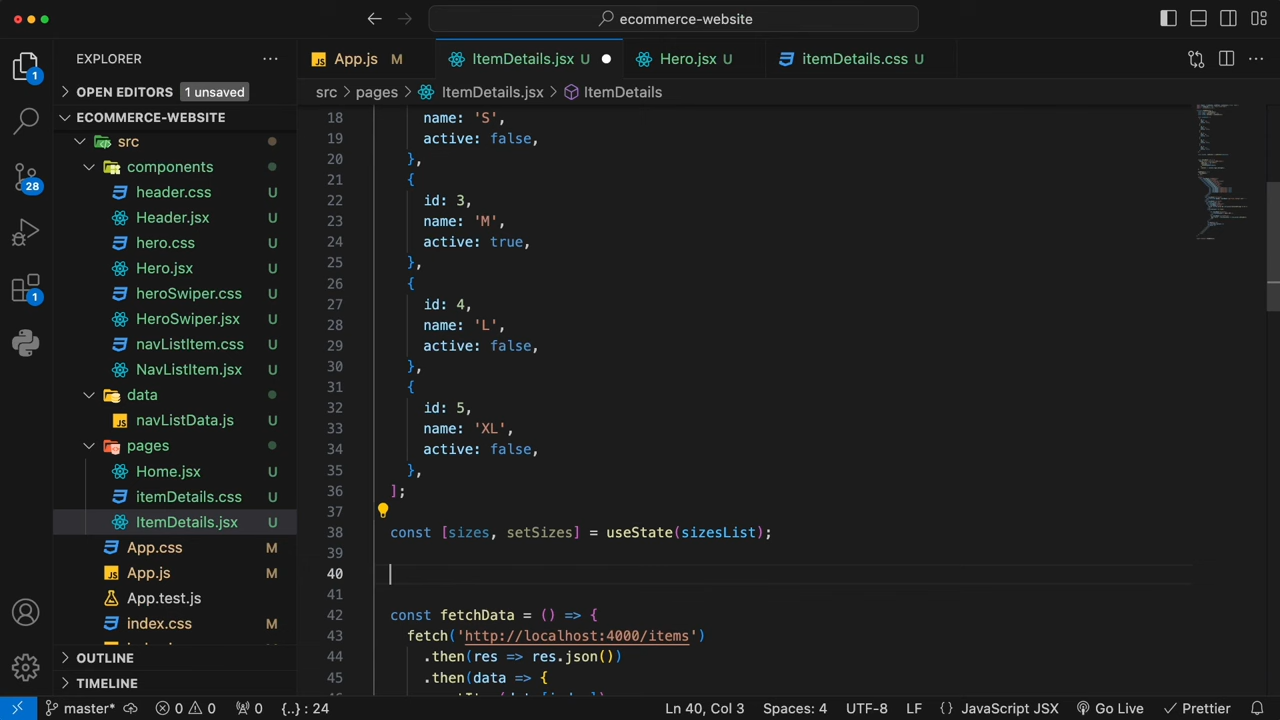 ecommerce-website
EXPLORER
OPEN EDITORS 1 unsaved
ECOMMERCE-WEBSITE
src
components
header.css U
Header.jsx U
hero.css U
Hero.jsx U
heroSwiper.css U
HeroSwiper.jsx U
navListItem.css U
NavListItem.jsx U
data
navListData.js U
pages
Home.jsx U
itemDetails.css U
ItemDetails.jsx U
App.css M
App.js M
App.test.js
index.css M
OUTLINE
TIMELINE
1
28
1
JS App.js M
ItemDetails.jsx U
Hero.jsx U
itemDetails.css U
src > pages > ItemDetails.jsx > ItemDetails
18 name: 'S',
19 active: false,
20 },
21 {
22 id: 3,
23 name: 'M',
24 active: true,
25 },
26 {
27 id: 4,
28 name: 'L',
29 active: false,
30 },
31 {
32 id: 5,
33 name: 'XL',
34 active: false,
35 },
36 ];
37
38 const [sizes, setSizes] = useState(sizesList);
39
40
41
42 const fetchData = () => {
43 fetch('http://localhost:4000/items')
44 .then(res => res.json())
45 .then(data => {
master* 0 0 0 {..} : 24 Ln 40, Col 3 Spaces: 4 UTF-8 LF {} JavaScript JSX Go Live Prettier